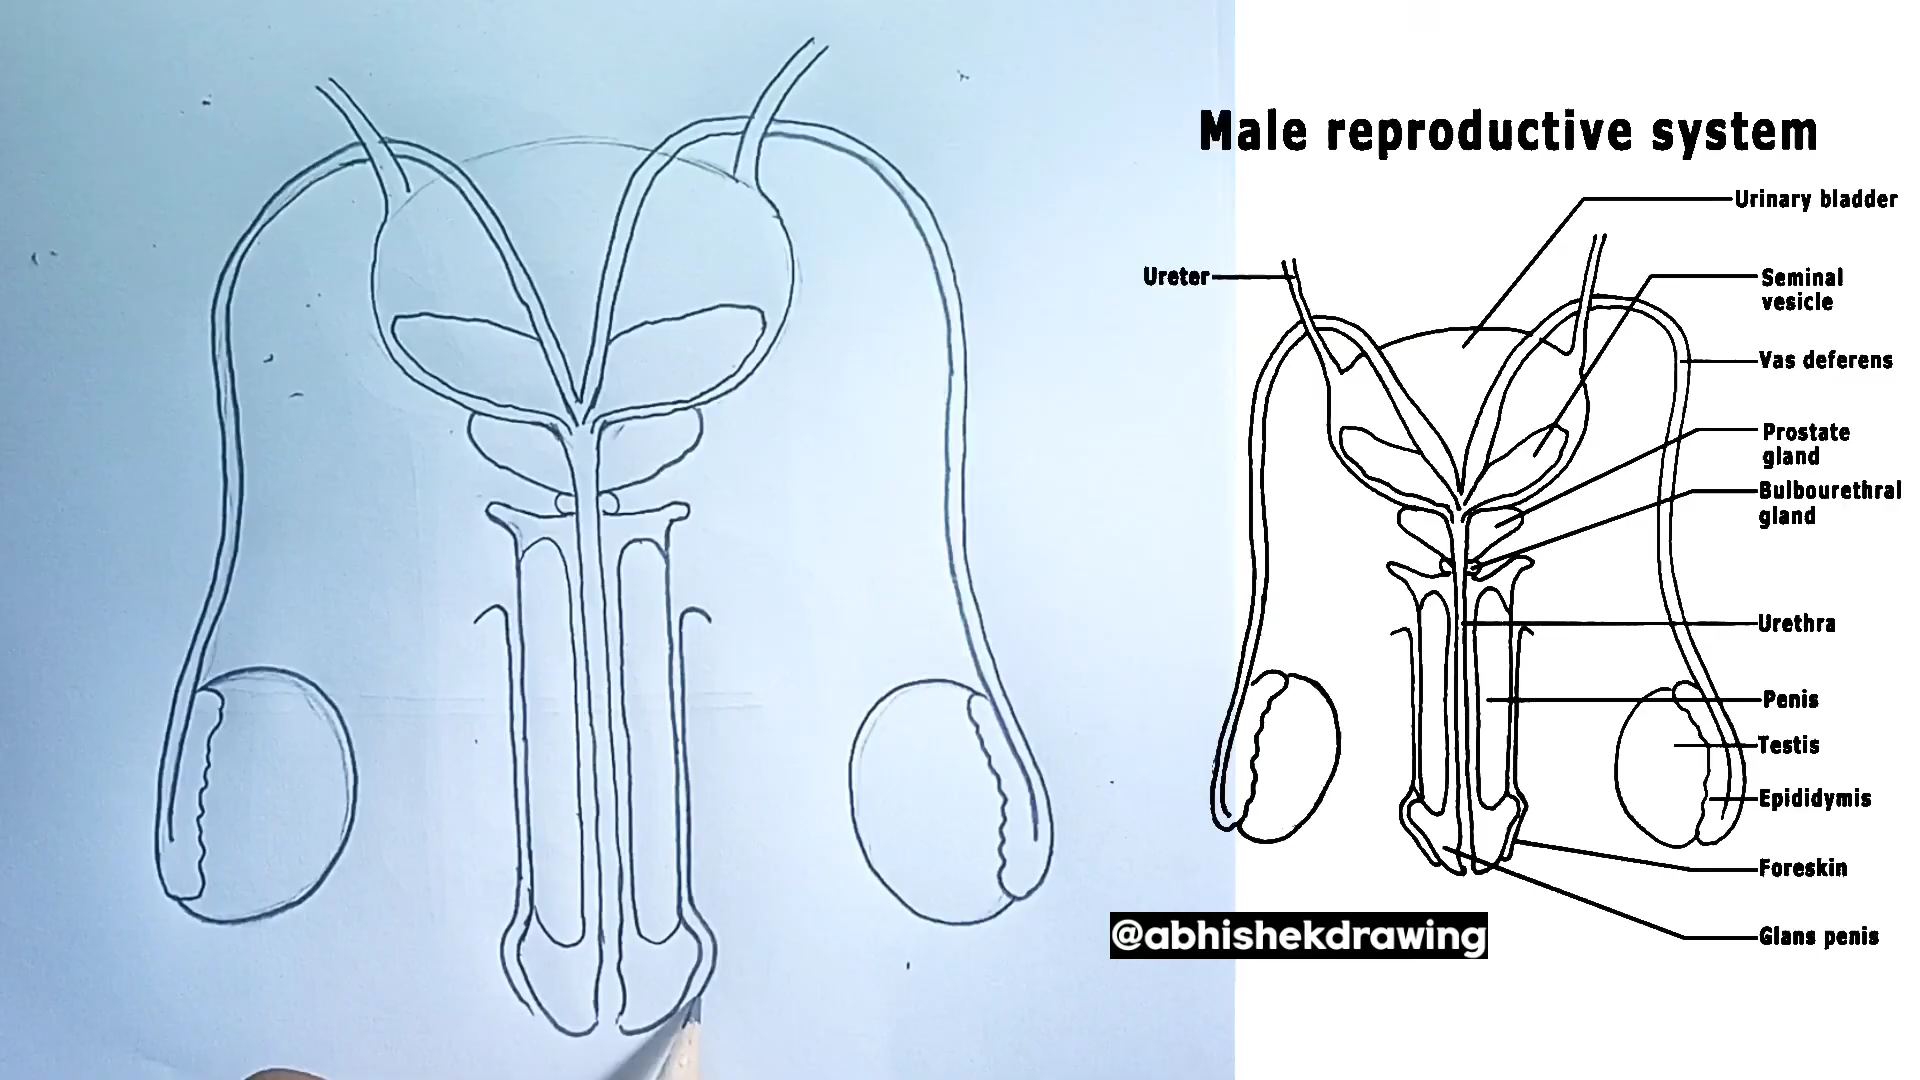 Male reproductive system
Urinary bladder
Ureter
Seminal
vesicle
Vas deferens
Prostate
gland
Bulbourethral
gland
Urethra
Penis
Testis
Epididymis
Foreskin
Glans penis
@abhishekdrawing